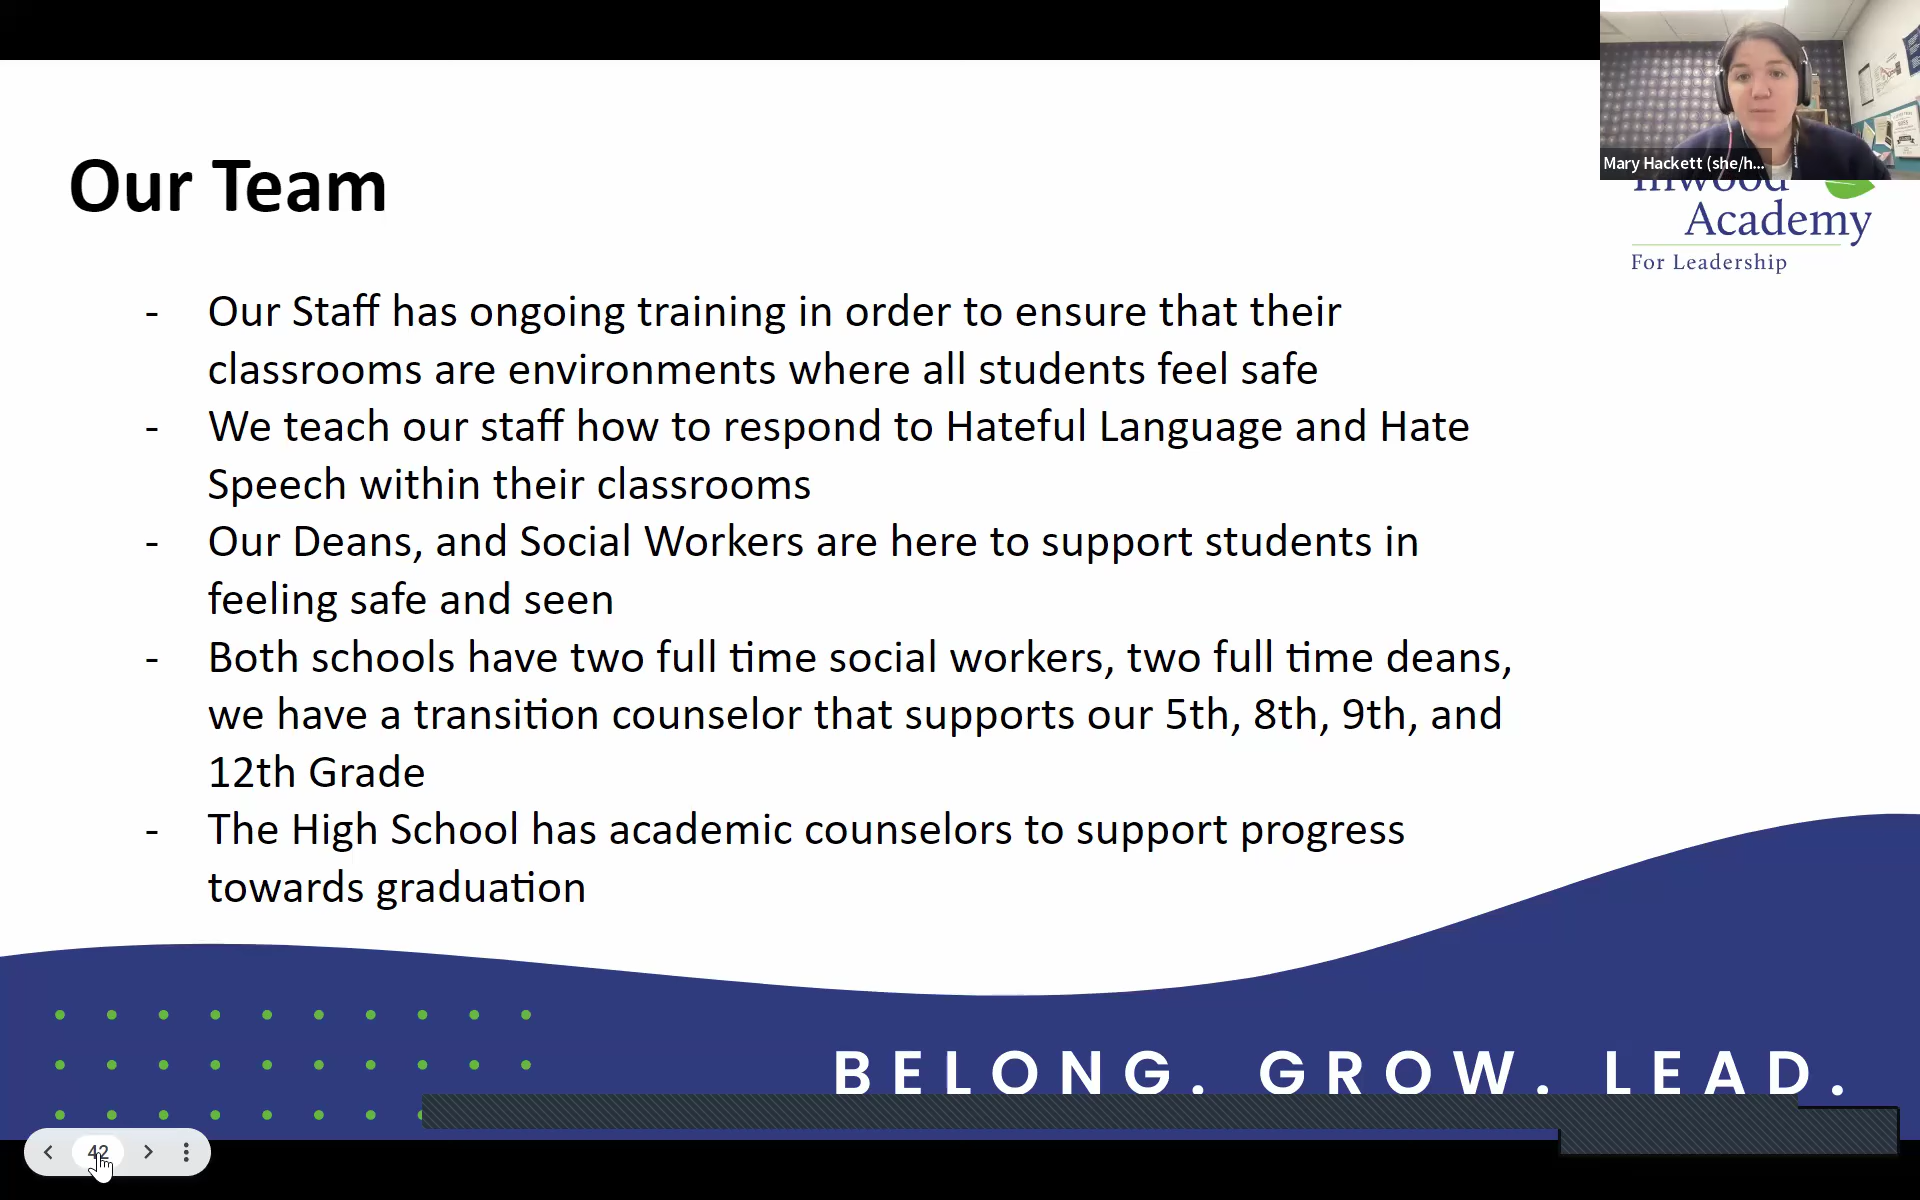 Mary Hackett (she/h...
Our Team
Inwood
Academy
For Leadership
- Our Staff has ongoing training in order to ensure that their
classrooms are environments where all students feel safe
- We teach our staff how to respond to Hateful Language and Hate
Speech within their classrooms
- Our Deans, and Social Workers are here to support students in
feeling safe and seen
- Both schools have two full time social workers, two full time deans,
we have a transition counselor that supports our 5th, 8th, 9th, and
12th Grade
- The High School has academic counselors to support progress
towards graduation
BELONG. GROW. LEAD.
42